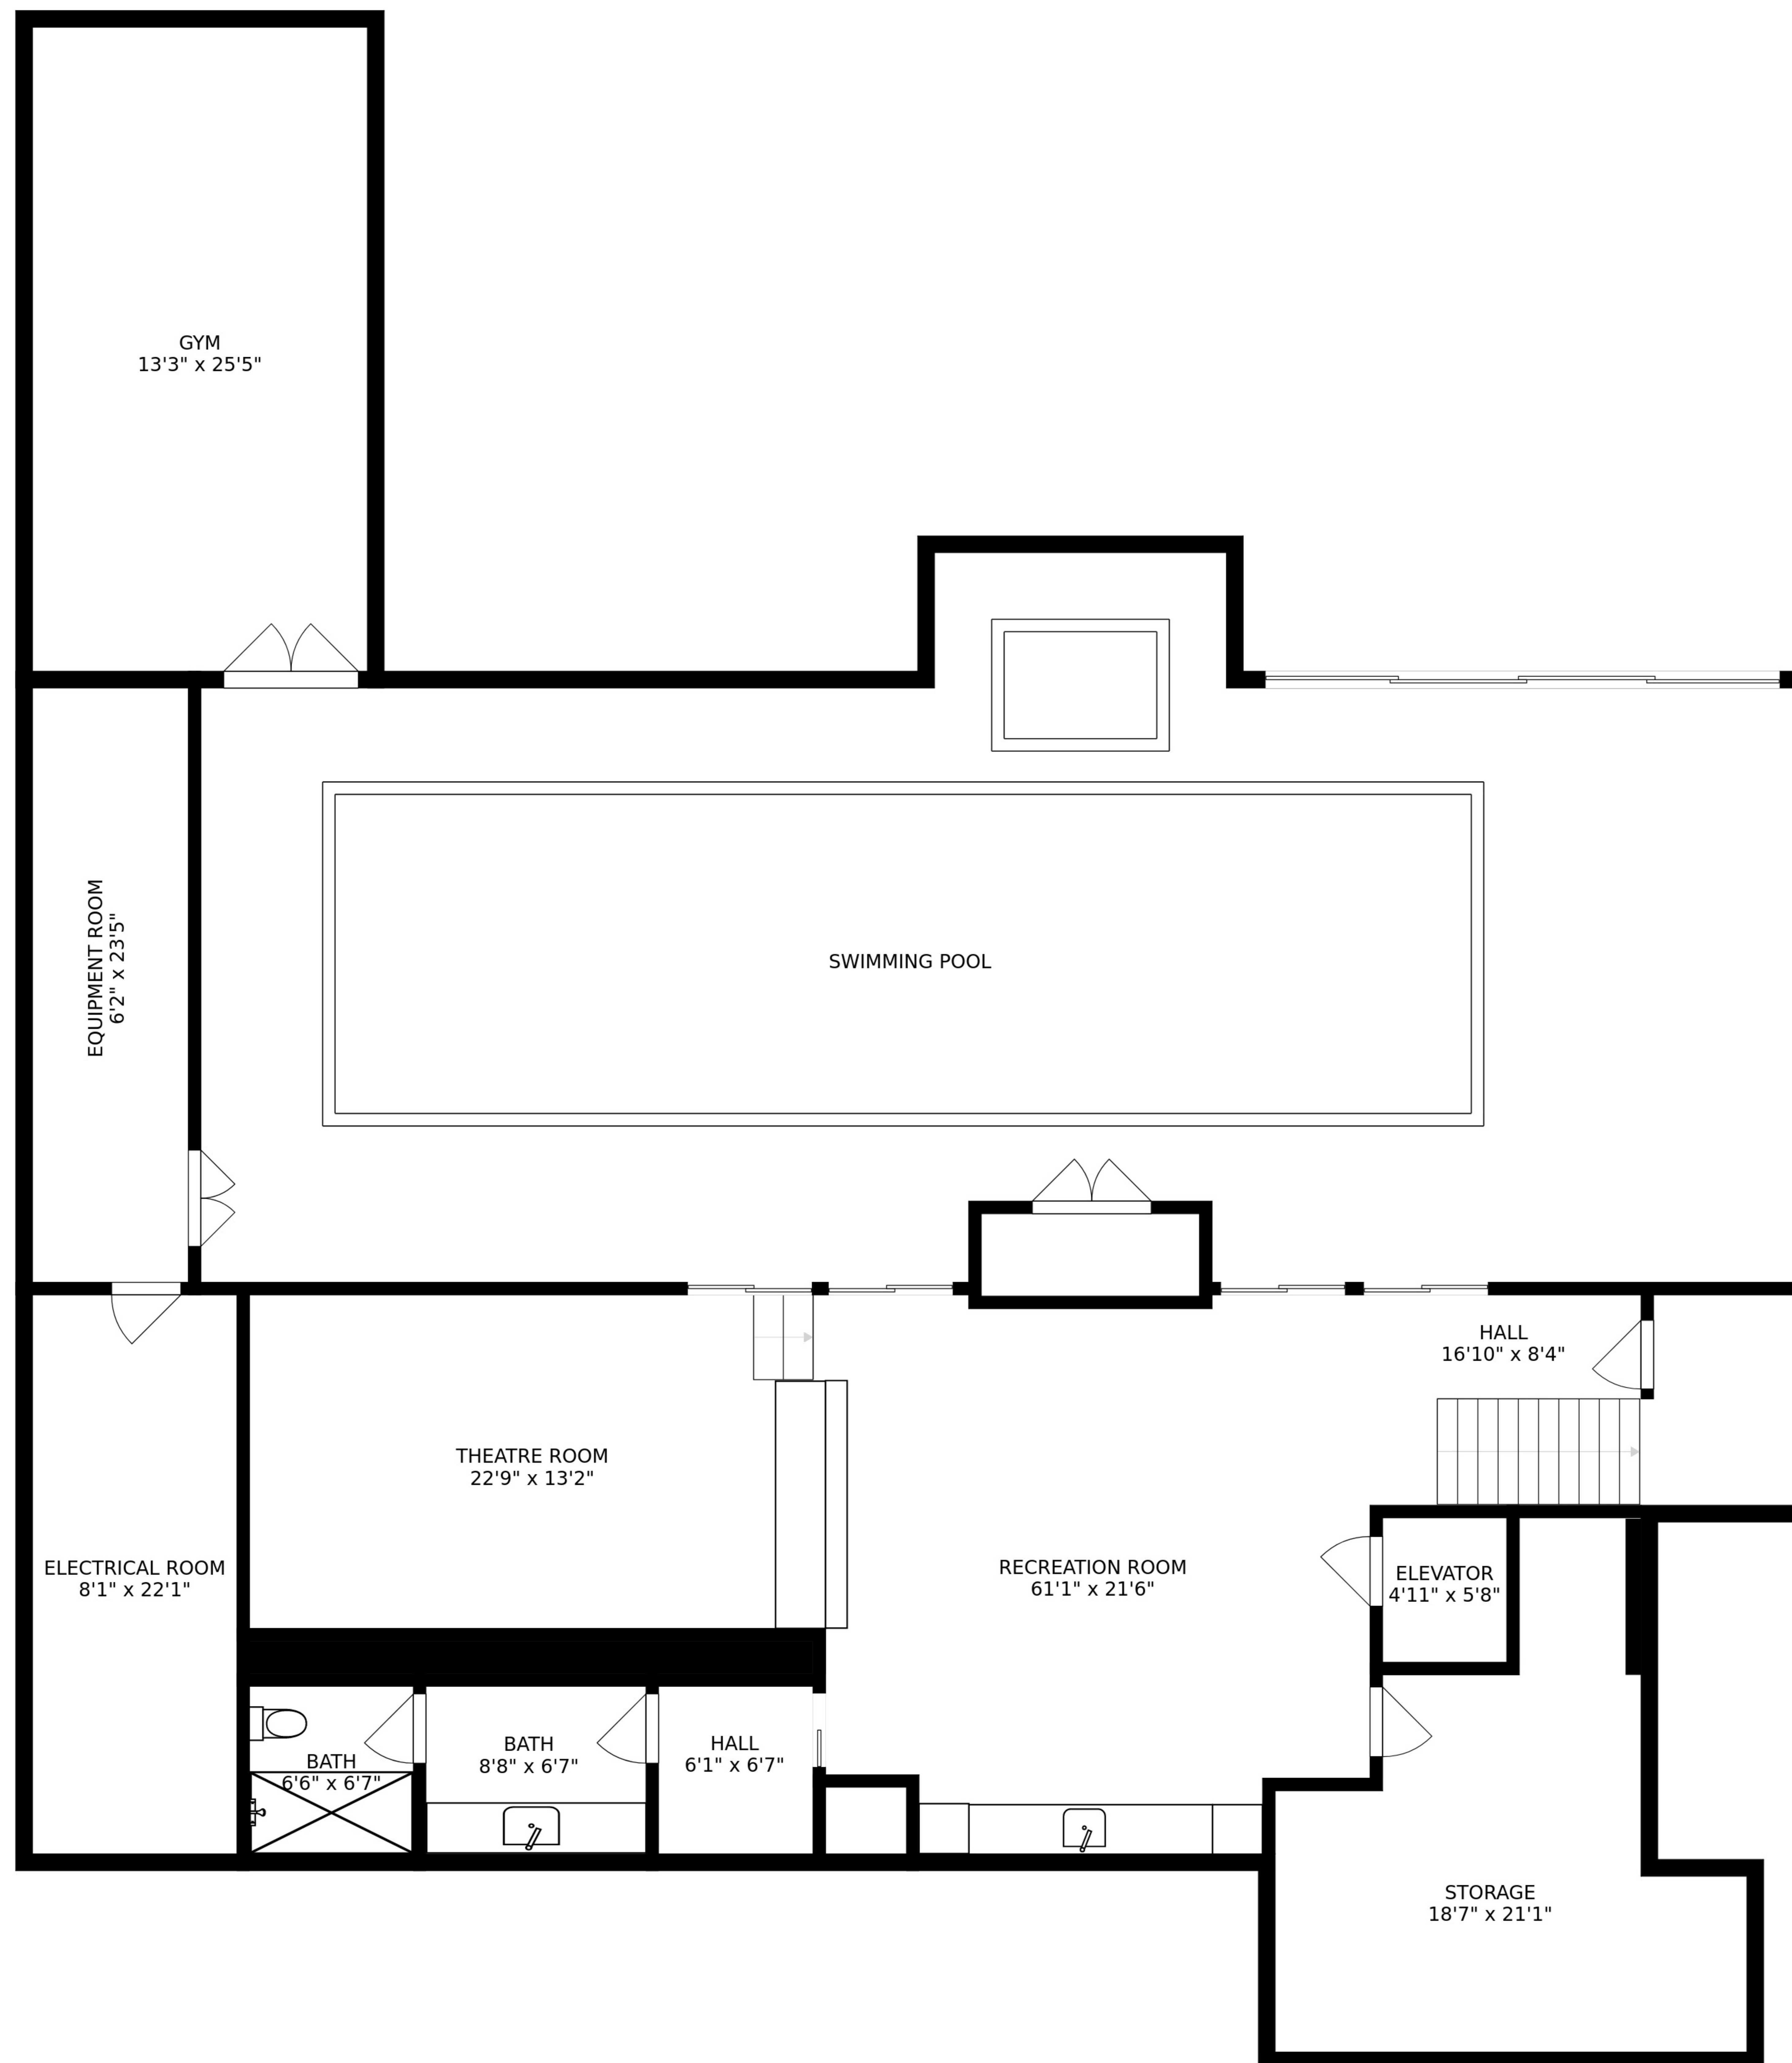 GYM
13'3" x 25'5"
EQUIPMENT ROOM
6'2" x 23'5"
SWIMMING POOL
HALL
16'10" x 8'4"
THEATRE ROOM
22'9" x 13'2"
ELECTRICAL ROOM
8'1" x 22'1"
RECREATION ROOM
61'1" x 21'6"
ELEVATOR
4'11" x 5'8"
BATH
6'6" x 6'7"
BATH
8'8" x 6'7"
HALL
6'1" x 6'7"
STORAGE
18'7" x 21'1"